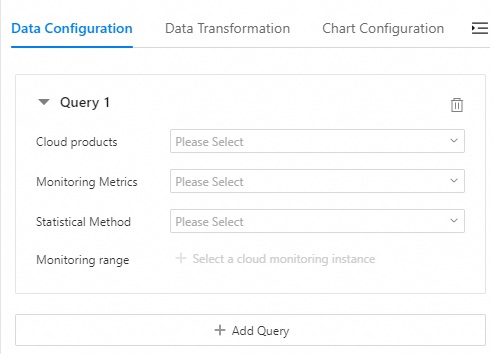 Data Configuration Data Transformation Chart Configuration
Query 1
Cloud products Please Select
Monitoring Metrics Please Select
Statistical Method Please Select
Monitoring range + Select a cloud monitoring instance
+ Add Query